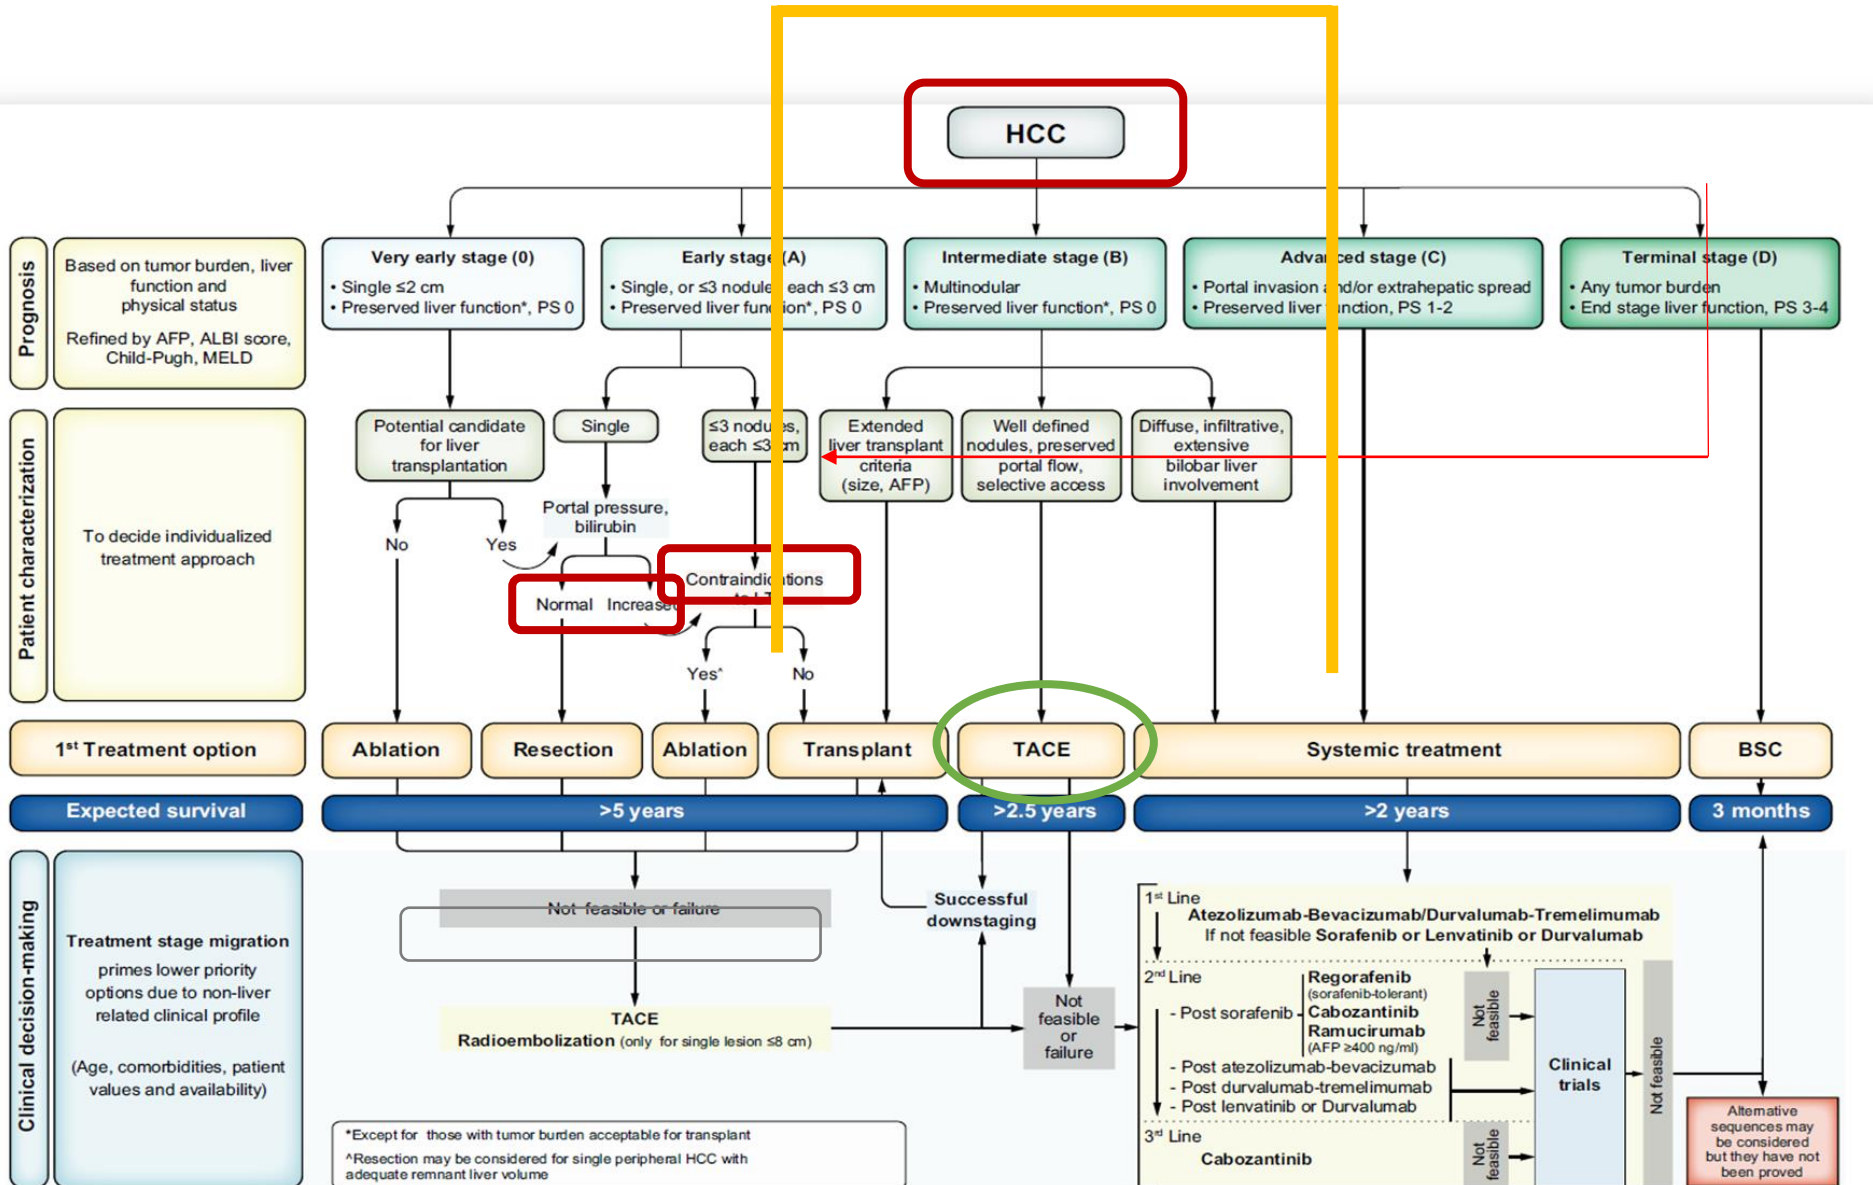 HCC
Prognosis
Based on tumor burden, liver
function and
physical status
Refined by AFP, ALBI score,
Child-Pugh, MELD
Very early stage (0)
• Single ≤2 cm
• Preserved liver function*, PS 0
Early stage (A)
• Single, or ≤3 nodules each ≤3 cm
• Preserved liver function*, PS 0
Intermediate stage (B)
• Multinodular
• Preserved liver function*, PS 0
Advanced stage (C)
• Portal invasion and/or extrahepatic spread
• Preserved liver function, PS 1-2
Terminal stage (D)
• Any tumor burden
• End stage liver function, PS 3-4
Patient characterization
To decide individualized
treatment approach
Potential candidate
for liver
transplantation
No
Yes
Single
Portal pressure,
bilirubin
Normal
Increased
≤3 nodules,
each ≤3 cm
Contraindications
Yes^
No
Extended
liver transplant
criteria
(size, AFP)
Well defined
nodules, preserved
portal flow,
selective access
Diffuse, infiltrative,
extensive
bilobar liver
involvement
1st Treatment option
Ablation
Resection
Ablation
Transplant
TACE
Systemic treatment
BSC
Expected survival
>5 years
>2.5 years
>2 years
3 months
Clinical decision-making
Treatment stage migration
primes lower priority
options due to non-liver
related clinical profile
(Age, comorbidities, patient
values and availability)
Not feasible or failure
TACE
Radioembolization (only for single lesion ≤8 cm)
Successful
downstaging
Not
feasible
or
failure
1st Line
Atezolizumab-Bevacizumab/Durvalumab-Tremelimumab
If not feasible Sorafenib or Lenvatinib or Durvalumab
2nd Line
- Post sorafenib
Regorafenib
(sorafenib-tolerant)
Cabozantinib
Ramucirumab
(AFP ≥400 ng/ml)
- Post atezolizumab-bevacizumab
- Post durvalumab-tremelimumab
- Post lenvatinib or Durvalumab
3rd Line
Cabozantinib
Not
feasible
Not
feasible
Clinical
trials
Not feasible
Alternative
sequences may
be considered
but they have not
been proved
*Except for those with tumor burden acceptable for transplant
^Resection may be considered for single peripheral HCC with
adequate remnant liver volume